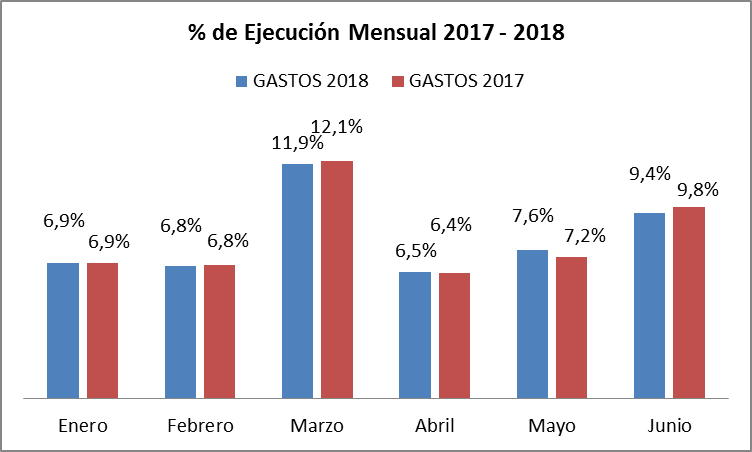 % de Ejecución Mensual 2017 - 2018
GASTOS 2018 GASTOS 2017
6,9% 6,9% 6,8% 6,8% 11,9% 12,1% 6,5% 6,4% 7,6% 7,2% 9,4% 9,8%
Enero Febrero Marzo Abril Mayo Junio